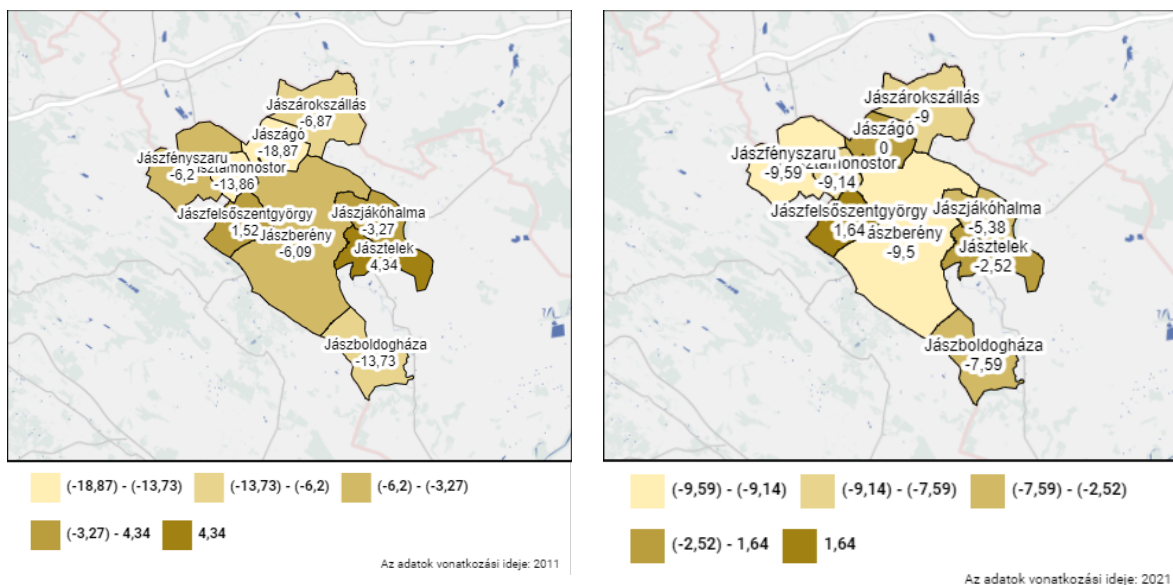 Jászárokszállás
-6,87
Jászágó
-18,87
Jászfényszaru
-6,2
sztamonostor
-13,86
Jászfelsőszentgyörgy
1,52
Jászberény
-6,09
Jászjákóhalma
-3,27
Jásztelek
4,34
Jászboldogháza
-13,73
(-18,87) - (-13,73)
(-13,73) - (-6,2)
(-6,2) - (-3,27)
(-3,27) - 4,34
4,34
Az adatok vonatkozási ideje: 2011
Jászárokszállás
-9
Jászágó
0
Jászfényszaru
-9,59
sztamonostor
-9,14
Jászfelsőszentgyörgy
1,64
Jászberény
-9,5
Jászjákóhalma
-5,38
Jásztelek
-2,52
Jászboldogháza
-7,59
(-9,59) - (-9,14)
(-9,14) - (-7,59)
(-7,59) - (-2,52)
(-2,52) - 1,64
1,64
Az adatok vonatkozási ideje: 2021